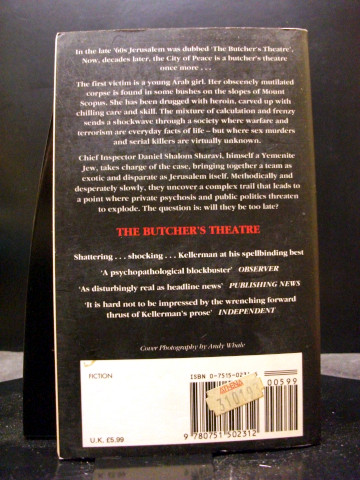 In the late '60s Jerusalem was dubbed 'The Butcher's Theatre'.
Now, decades later, the City of Peace is a butcher's theatre
once more . . .
The first victim is a young Arab girl. Her obscenely mutilated
corpse is found in some bushes on the slopes of Mount
Scopus. She has been drugged with heroin, carved up with
chilling care and skill. The mixture of calculation and frenzy
sends a shockwave through a society where warfare and
terrorism are everyday facts of life – but where sex murders
and serial killers are virtually unknown.
Chief Inspector Daniel Shalom Sharavi, himself a Yemenite
Jew, takes charge of the case, bringing together a team as
exotic and disparate as Jerusalem itself. Methodically and
desperately slowly, they uncover a complex trail that leads to
a point where private psychosis and public politics threaten
to explode. The question is: will they be too late?
THE BUTCHER'S THEATRE
Shattering . . . shocking . . . Kellerman at his spellbinding best
'A psychopathological blockbuster' OBSERVER
'As disturbingly real as headline news' PUBLISHING NEWS
'It is hard not to be impressed by the wrenching forward
thrust of Kellerman's prose' INDEPENDENT
Cover Photography by Andy Whale
FICTION
ISBN 0-7515-0231-5
00599
ATHENA
U.K. £5.99
9 780751 502312